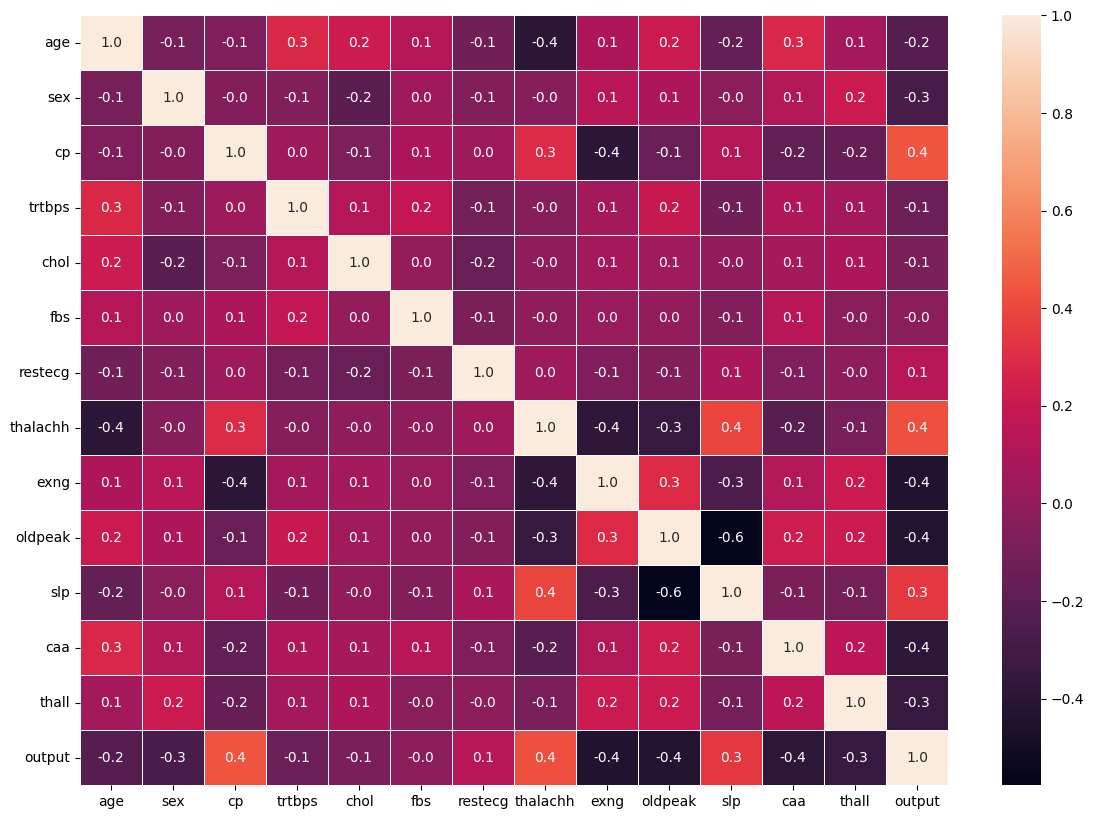 age 1.0 -0.1 -0.1 0.3 0.2 0.1 -0.1 -0.4 0.1 0.2 -0.2 0.3 0.1 -0.2
sex -0.1 1.0 -0.0 -0.1 -0.2 0.0 -0.1 -0.0 0.1 0.1 -0.0 0.1 0.2 -0.3
cp -0.1 -0.0 1.0 0.0 -0.1 0.1 0.0 0.3 -0.4 -0.1 0.1 -0.2 -0.2 0.4
trtbps 0.3 -0.1 0.0 1.0 0.1 0.2 -0.1 -0.0 0.1 0.2 -0.1 0.1 0.1 -0.1
chol 0.2 -0.2 -0.1 0.1 1.0 0.0 -0.2 -0.0 0.1 0.1 -0.0 0.1 0.1 -0.1
fbs 0.1 0.0 0.1 0.2 0.0 1.0 -0.1 -0.0 0.0 0.0 -0.1 0.1 -0.0 -0.0
restecg -0.1 -0.1 0.0 -0.1 -0.2 -0.1 1.0 0.0 -0.1 -0.1 0.1 -0.1 -0.0 0.1
thalachh -0.4 -0.0 0.3 -0.0 -0.0 -0.0 0.0 1.0 -0.4 -0.3 0.4 -0.2 -0.1 0.4
exng 0.1 0.1 -0.4 0.1 0.1 0.0 -0.1 -0.4 1.0 0.3 -0.3 0.1 0.2 -0.4
oldpeak 0.2 0.1 -0.1 0.2 0.1 0.0 -0.1 -0.3 0.3 1.0 -0.6 0.2 0.2 -0.4
slp -0.2 -0.0 0.1 -0.1 -0.0 -0.1 0.1 0.4 -0.3 -0.6 1.0 -0.1 -0.1 0.3
caa 0.3 0.1 -0.2 0.1 0.1 0.1 -0.1 -0.2 0.1 0.2 -0.1 1.0 0.2 -0.4
thall 0.1 0.2 -0.2 0.1 0.1 -0.0 -0.0 -0.1 0.2 0.2 -0.1 0.2 1.0 -0.3
output -0.2 -0.3 0.4 -0.1 -0.1 -0.0 0.1 0.4 -0.4 -0.4 0.3 -0.4 -0.3 1.0
age sex cp trtbps chol fbs restecg thalachh exng oldpeak slp caa thall output
1.0
0.8
0.6
0.4
0.2
0.0
−0.2
−0.4